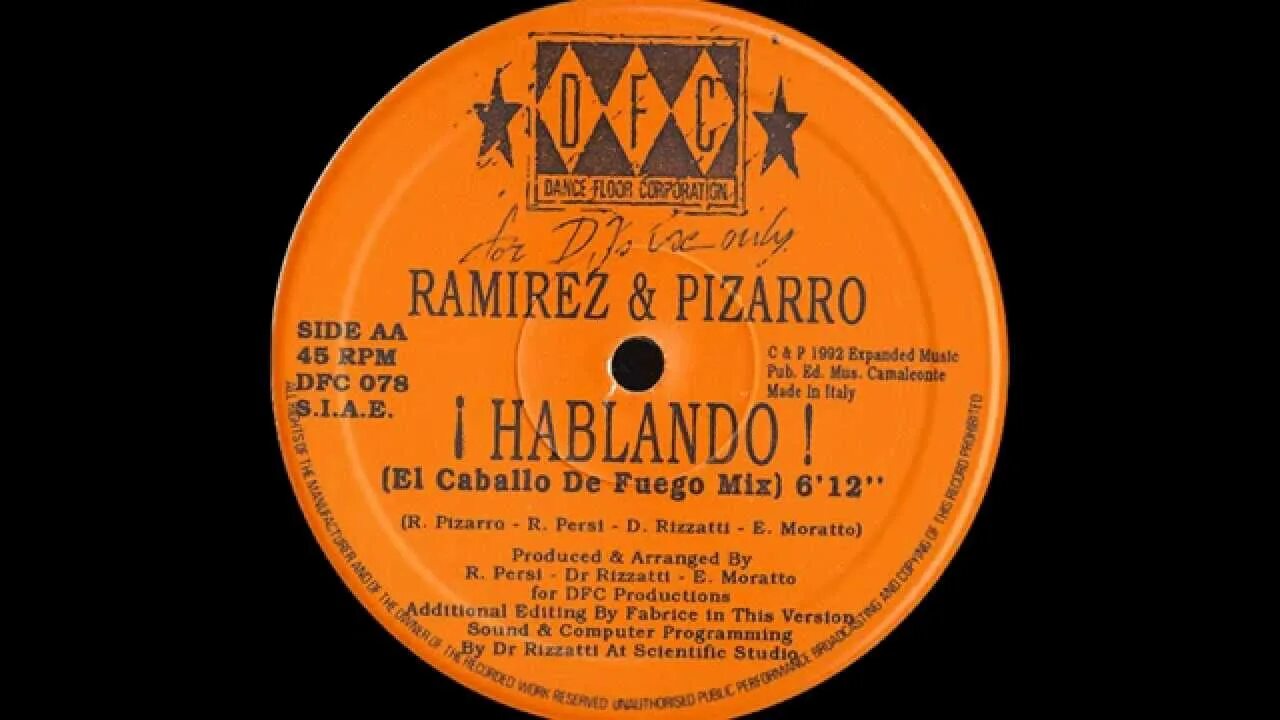 DFC
DANCE FLOOR CORPORATION
for D.J's use only.
RAMIREZ & PIZARRO
SIDE AA
45 RPM
DFC 078
S.I.A.E.
C & P 1992 Expanded Music
Pub. Ed. Mus. Camaleonte
Made in Italy
¡ HABLANDO !
(El Caballo De Fuego Mix) 6'12''
(R. Pizarro - R. Persi - D. Rizzatti - E. Moratto)
Produced & Arranged By
R. Persi - Dr Rizzatti - E. Moratto
for DFC Productions
Additional Editing By Fabrice in This Version
Sound & Computer Programming
By Dr Rizzatti At Scientific Studio
ALL RIGHTS OF THE MANUFACTURER AND OF THE OWNER OF THE RECORDED WORK RESERVED UNAUTHORISED PUBLIC PERFORMANCE BROADCASTING AND COPYING OF THIS RECORD PROHIBITED